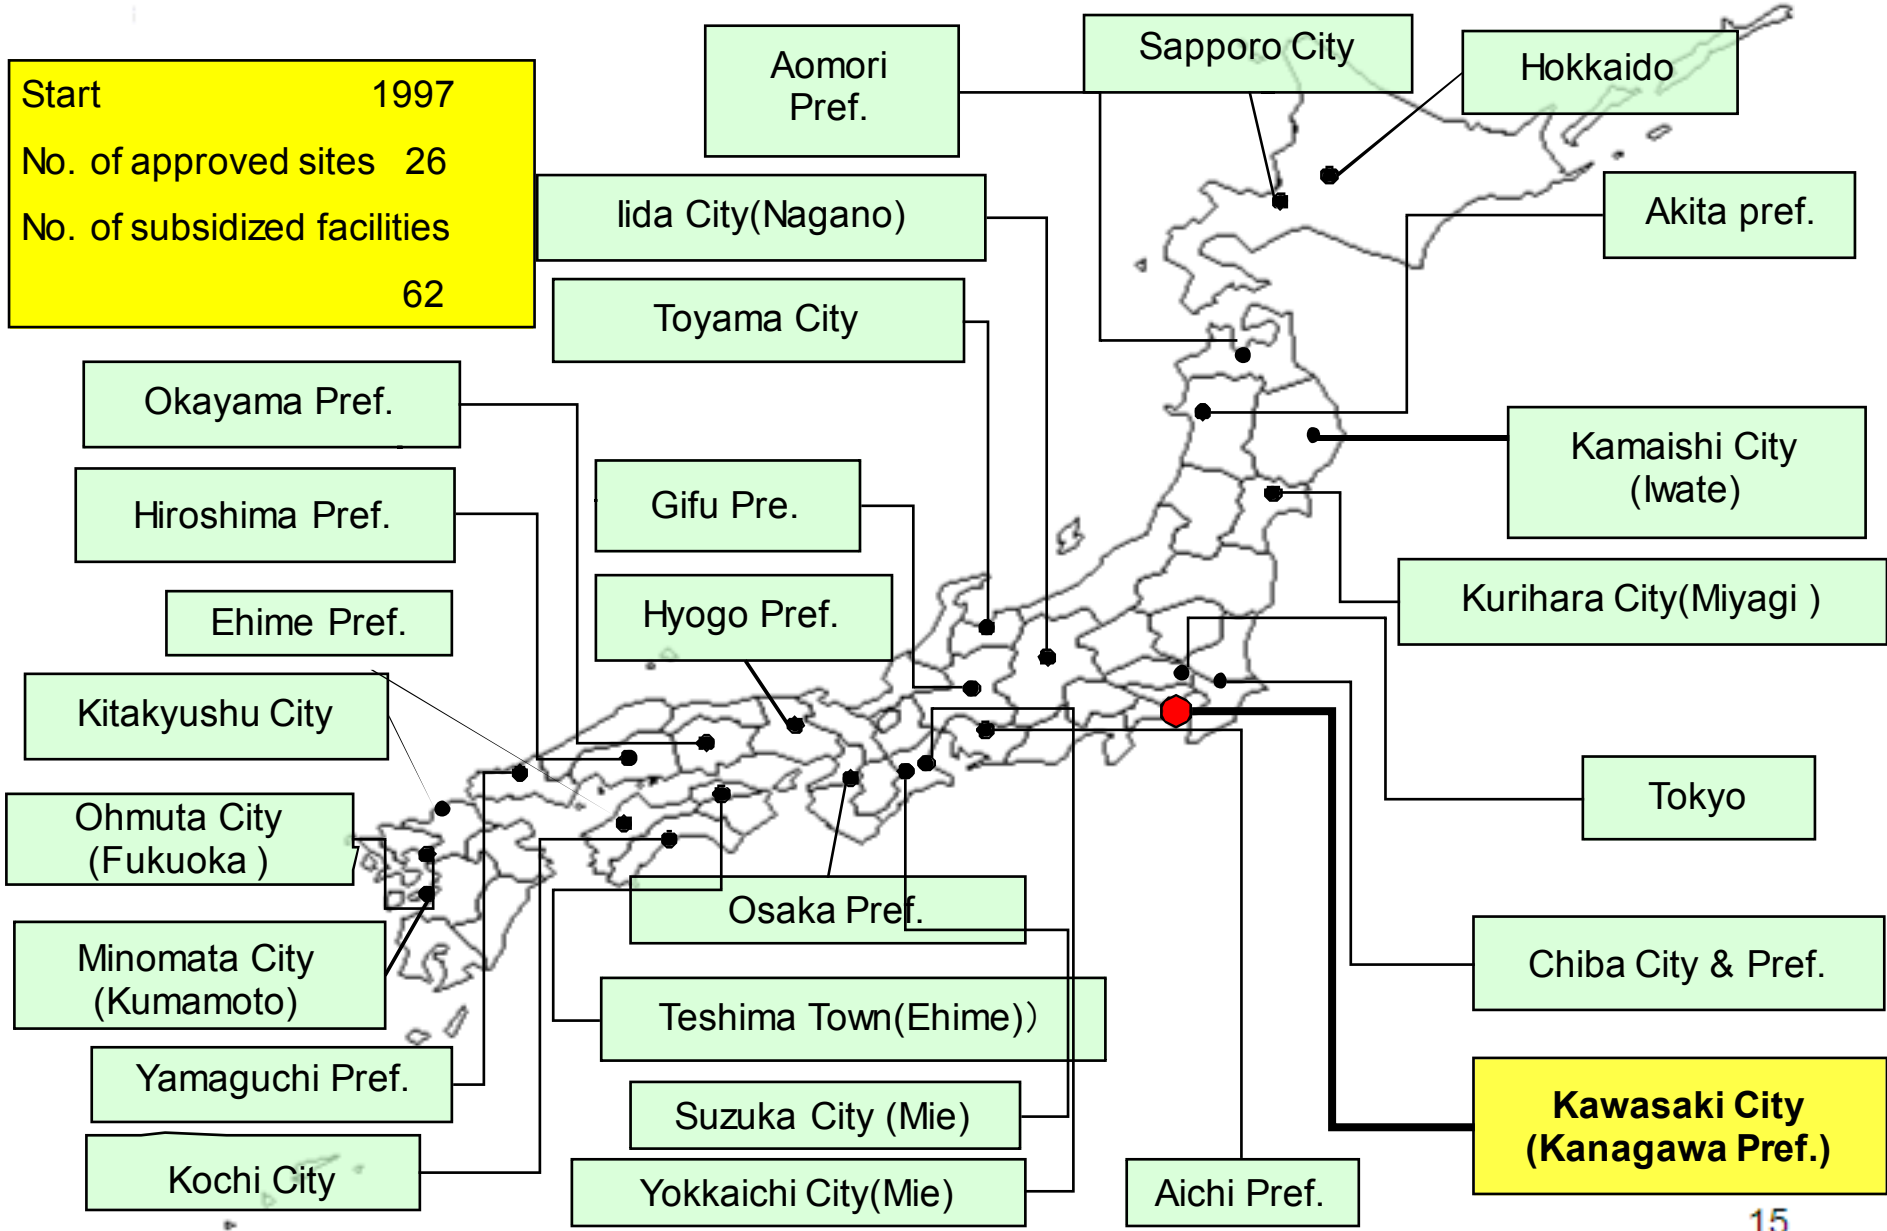 Start 1997
No. of approved sites 26
No. of subsidized facilities
62
Aomori
Pref.
Sapporo City
Hokkaido
Iida City(Nagano)
Akita pref.
Toyama City
Okayama Pref.
Kamaishi City
(Iwate)
Gifu Pre.
Hiroshima Pref.
Kurihara City(Miyagi )
Hyogo Pref.
Ehime Pref.
Kitakyushu City
Tokyo
Ohmuta City
(Fukuoka )
Osaka Pref.
Minomata City
(Kumamoto)
Chiba City & Pref.
Teshima Town(Ehime)）
Yamaguchi Pref.
Suzuka City (Mie)
Kawasaki City
(Kanagawa Pref.)
Kochi City
Yokkaichi City(Mie)
Aichi Pref.
15